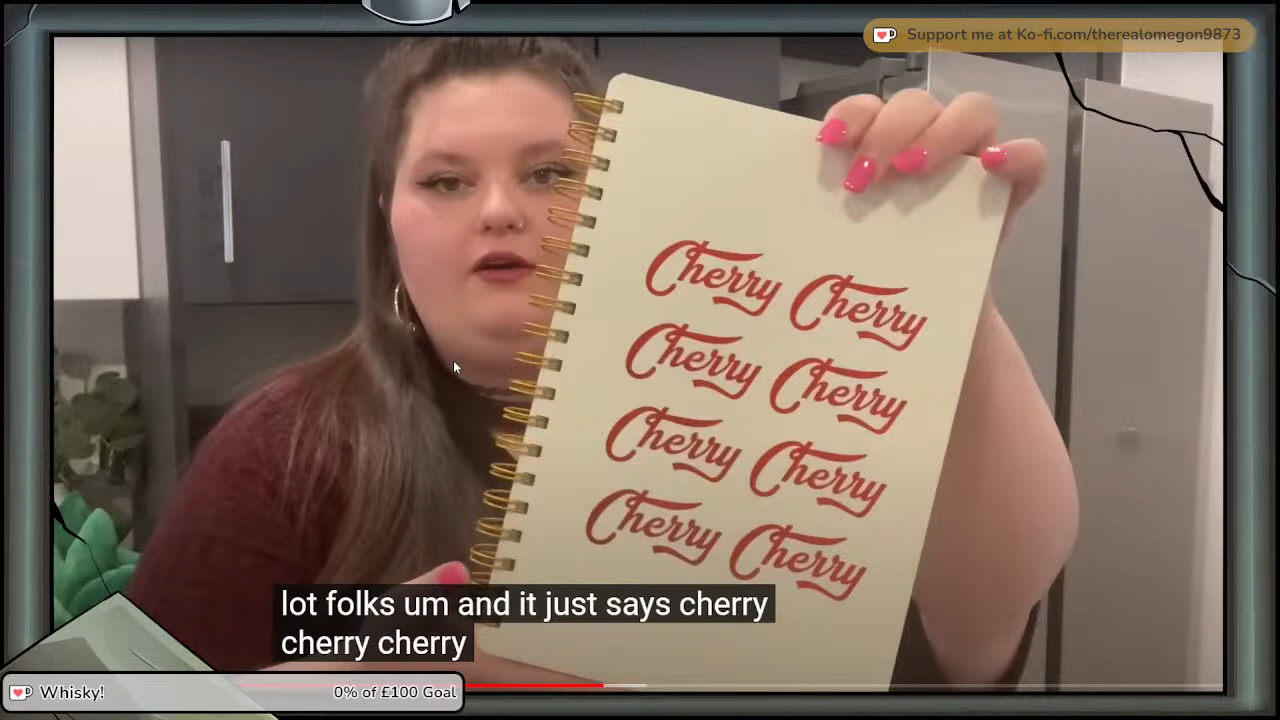 Support me at Ko-fi.com/therealomegon9873
Cherry Cherry
Cherry Cherry
Cherry Cherry
Cherry Cherry
lot folks um and it just says cherry
cherry cherry
Whisky! 0% of £100 Goal